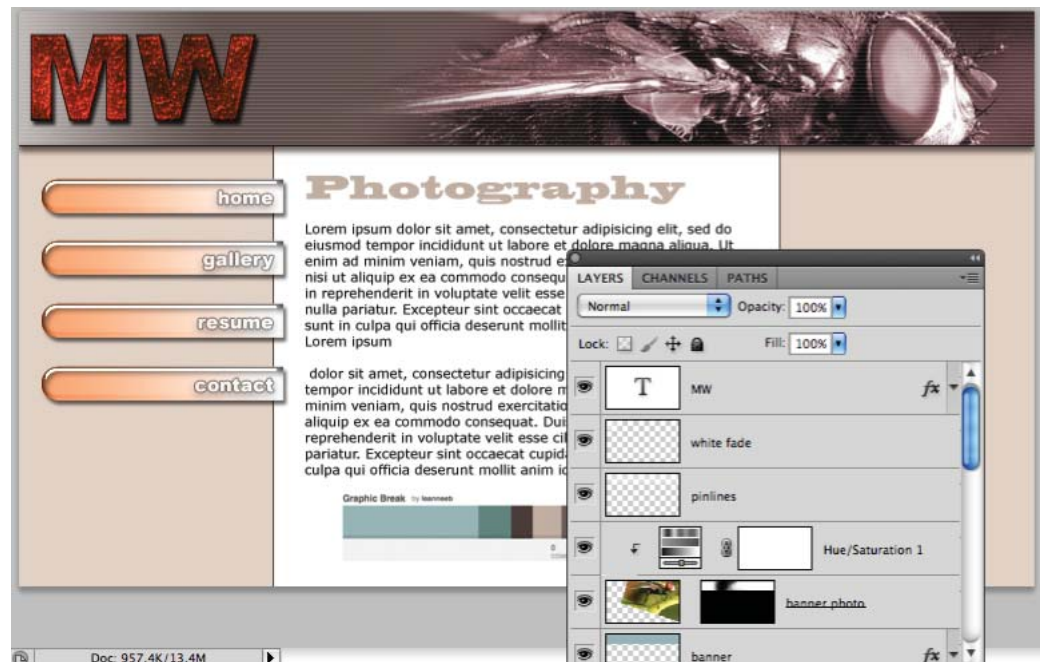 MW
home
gallery
resume
contact
Photography
Lorem ipsum dolor sit amet, consectetur adipisicing elit, sed do
eiusmod tempor incididunt ut labore et dolore magna aliqua. Ut
enim ad minim veniam, quis nostrud e
nisi ut aliquip ex ea commodo consequ
in reprehenderit in voluptate velit esse
nulla pariatur. Excepteur sint occaecat
sunt in culpa qui officia deserunt mollit
Lorem ipsum
dolor sit amet, consectetur adipisicing
tempor incididunt ut labore et dolore m
minim veniam, quis nostrud exercitatio
aliquip ex ea commodo consequat. Dui
reprehenderit in voluptate velit esse cil
pariatur. Excepteur sint occaecat cupid
culpa qui officia deserunt mollit anim id
Graphic Break by leanneeb
0
LAYERS CHANNELS PATHS
Normal Opacity: 100%
Lock: Fill: 100%
T MW fx
white fade
pinlines
Hue/Saturation 1
banner photo
banner fx
Doc: 957.4K/13.4M